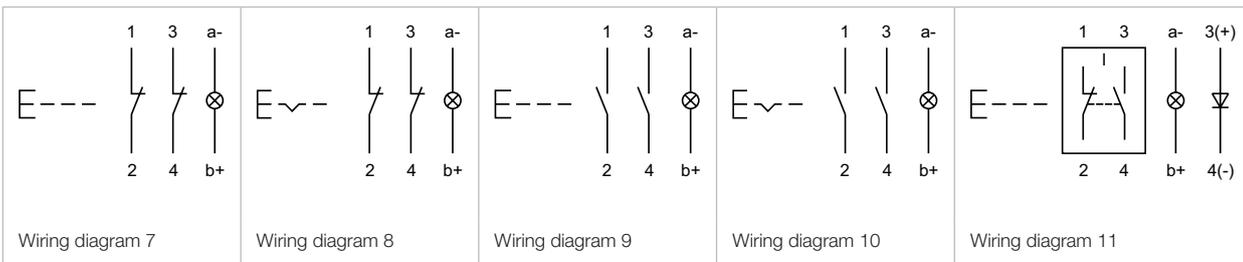 1 3 a-
2 4 b+
Wiring diagram 7
1 3 a-
2 4 b+
Wiring diagram 8
1 3 a-
2 4 b+
Wiring diagram 9
1 3 a-
2 4 b+
Wiring diagram 10
1 3 a- 3(+)
2 4 b+ 4(-)
Wiring diagram 11